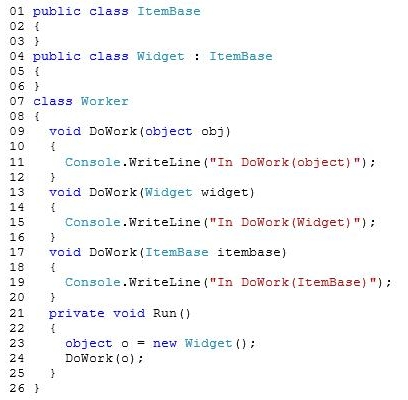 01 public class ItemBase
02 {
03 }
04 public class Widget : ItemBase
05 {
06 }
07 class Worker
08 {
09   void DoWork(object obj)
10   {
11     Console.WriteLine("In DoWork(object)");
12   }
13   void DoWork(Widget widget)
14   {
15     Console.WriteLine("In DoWork(Widget)");
16   }
17   void DoWork(ItemBase itembase)
18   {
19     Console.WriteLine("In DoWork(ItemBase)");
20   }
21   private void Run()
22   {
23     object o = new Widget();
24     DoWork(o);
25   }
26 }